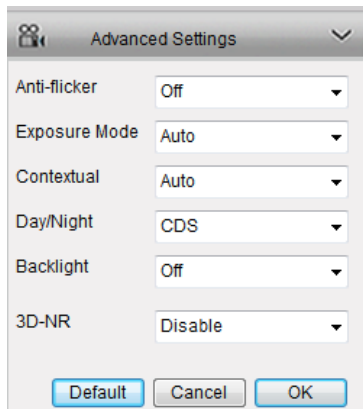 Advanced Settings
Anti-flicker Off
Exposure Mode Auto
Contextual Auto
Day/Night CDS
Backlight Off
3D-NR Disable
Default Cancel OK